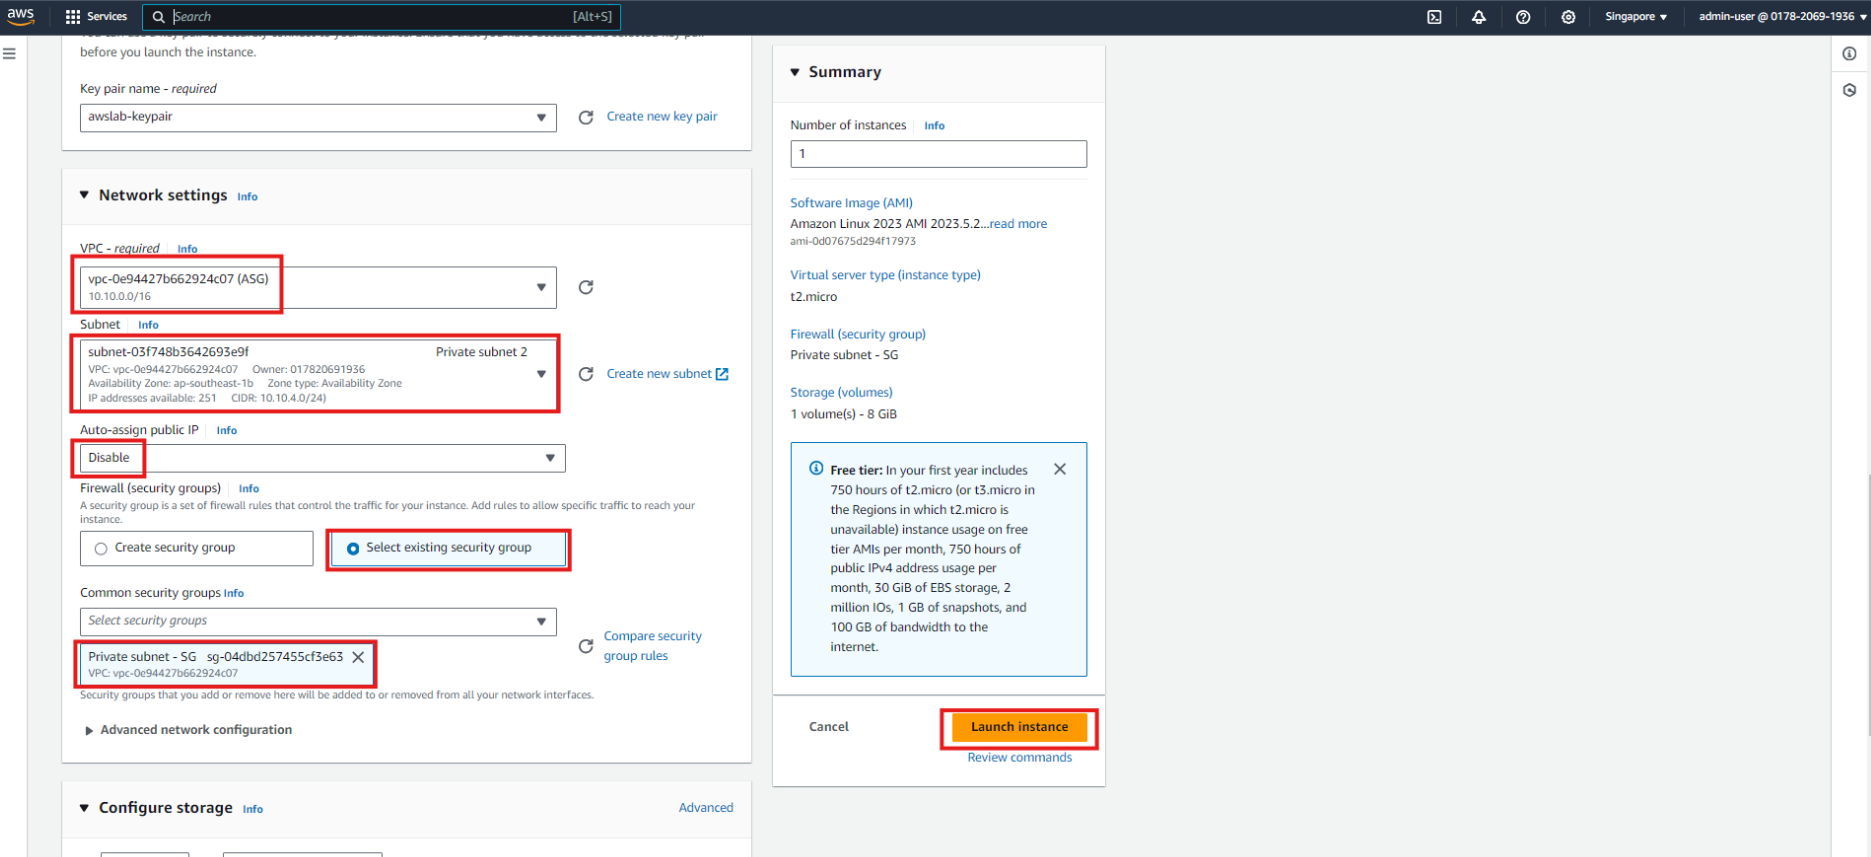 aws
Services
Search
[Alt+S]
Singapore
admin-user @ 0178-2069-1936
before you launch the instance.
Key pair name - required
awslab-keypair
Create new key pair
Network settings Info
VPC - required Info
vpc-0e94427b662924c07 (ASG)
10.10.0.0/16
Subnet Info
subnet-03f748b3642693e9f Private subnet 2
VPC: vpc-0e94427b662924c07 Owner: 017820691936
Availability Zone: ap-southeast-1b Zone type: Availability Zone
IP addresses available: 251 CIDR: 10.10.4.0/24)
Create new subnet
Auto-assign public IP Info
Disable
Firewall (security groups) Info
A security group is a set of firewall rules that control the traffic for your instance. Add rules to allow specific traffic to reach your
instance.
Create security group
Select existing security group
Common security groups Info
Select security groups
Private subnet - SG sg-04dbd257455cf3e63
VPC: vpc-0e94427b662924c07
Compare security
group rules
Security groups that you add or remove here will be added to or removed from all your network interfaces.
Advanced network configuration
Configure storage Info
Advanced
Summary
Number of instances Info
1
Software Image (AMI)
Amazon Linux 2023 AMI 2023.5.2...read more
ami-0d07675d294f17973
Virtual server type (instance type)
t2.micro
Firewall (security group)
Private subnet - SG
Storage (volumes)
1 volume(s) - 8 GiB
Free tier: In your first year includes
750 hours of t2.micro (or t3.micro in
the Regions in which t2.micro is
unavailable) instance usage on free
tier AMIs per month, 750 hours of
public IPv4 address usage per
month, 30 GiB of EBS storage, 2
million IOs, 1 GB of snapshots, and
100 GB of bandwidth to the
internet.
Cancel
Launch instance
Review commands